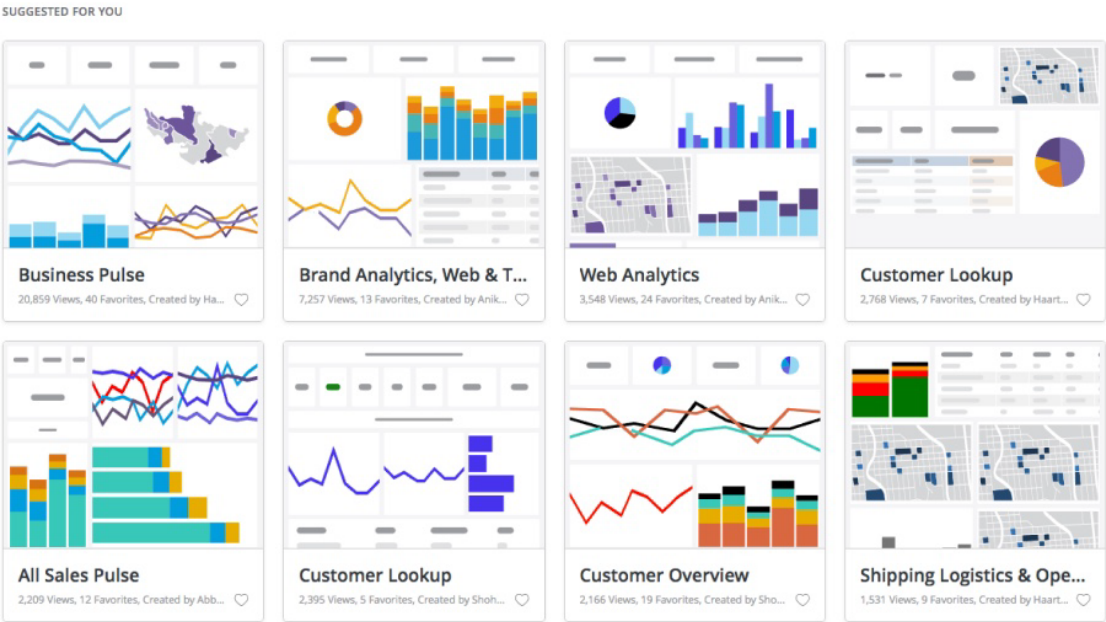 SUGGESTED FOR YOU
Business Pulse
20,859 Views, 40 Favorites, Created by Ha...
Brand Analytics, Web & T...
7,257 Views, 13 Favorites, Created by Anik...
Web Analytics
3,548 Views, 24 Favorites, Created by Anik...
Customer Lookup
2,768 Views, 7 Favorites, Created by Haart...
All Sales Pulse
2,209 Views, 12 Favorites, Created by Abb...
Customer Lookup
2,395 Views, 5 Favorites, Created by Shoh...
Customer Overview
2,166 Views, 19 Favorites, Created by Sho...
Shipping Logistics & Ope...
1,531 Views, 9 Favorites, Created by Haart...